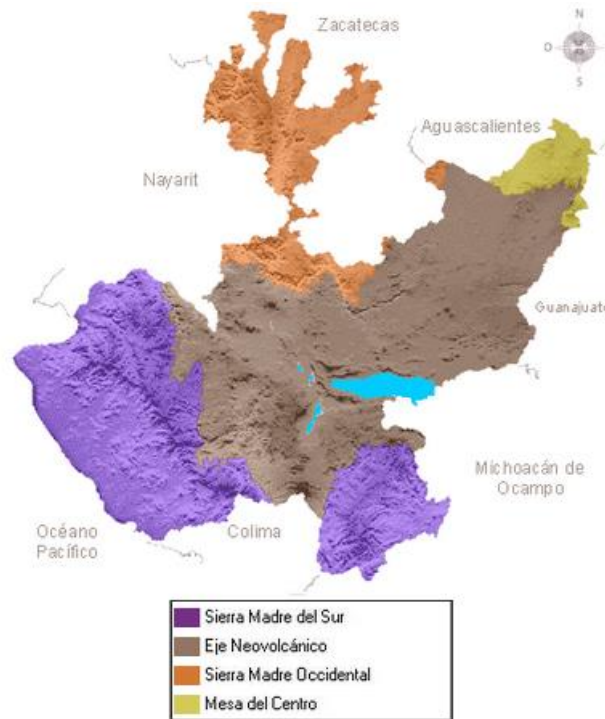 Zacatecas
N
O E
S
Aguascalientes
Nayarit
Guanajuato
Michoacán de
Ocampo
Océano
Pacífico
Colima
Sierra Madre del Sur
Eje Neovolcánico
Sierra Madre Occidental
Mesa del Centro